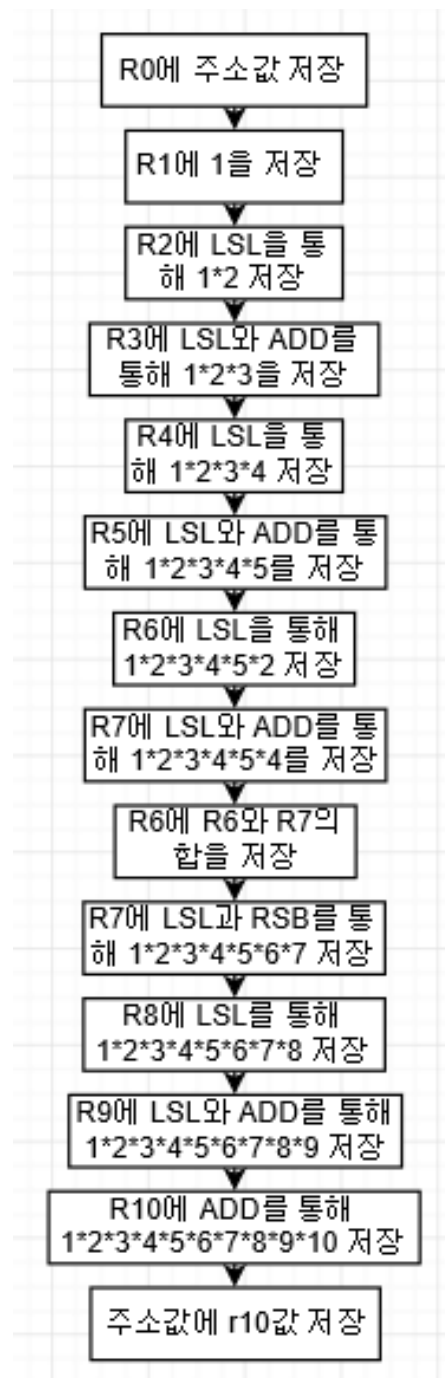 R0에 주소값 저장
R1에 1을 저장
R2에 LSL을 통
해 1*2 저장
R3에 LSL와 ADD를
통해 1*2*3을 저장
R4에 LSL을 통
해 1*2*3*4 저장
R5에 LSL와 ADD를 통
해 1*2*3*4*5를 저장
R6에 LSL을 통해
1*2*3*4*5*2 저장
R7에 LSL와 ADD를 통
해 1*2*3*4*5*4를 저장
R6에 R6와 R7의
합을 저장
R7에 LSL과 RSB를 통
해 1*2*3*4*5*6*7 저장
R8에 LSL를 통해
1*2*3*4*5*6*7*8 저장
R9에 LSL와 ADD를 통해
1*2*3*4*5*6*7*8*9 저장
R10에 ADD를 통해
1*2*3*4*5*6*7*8*9*10 저장
주소값에 r10값 저장